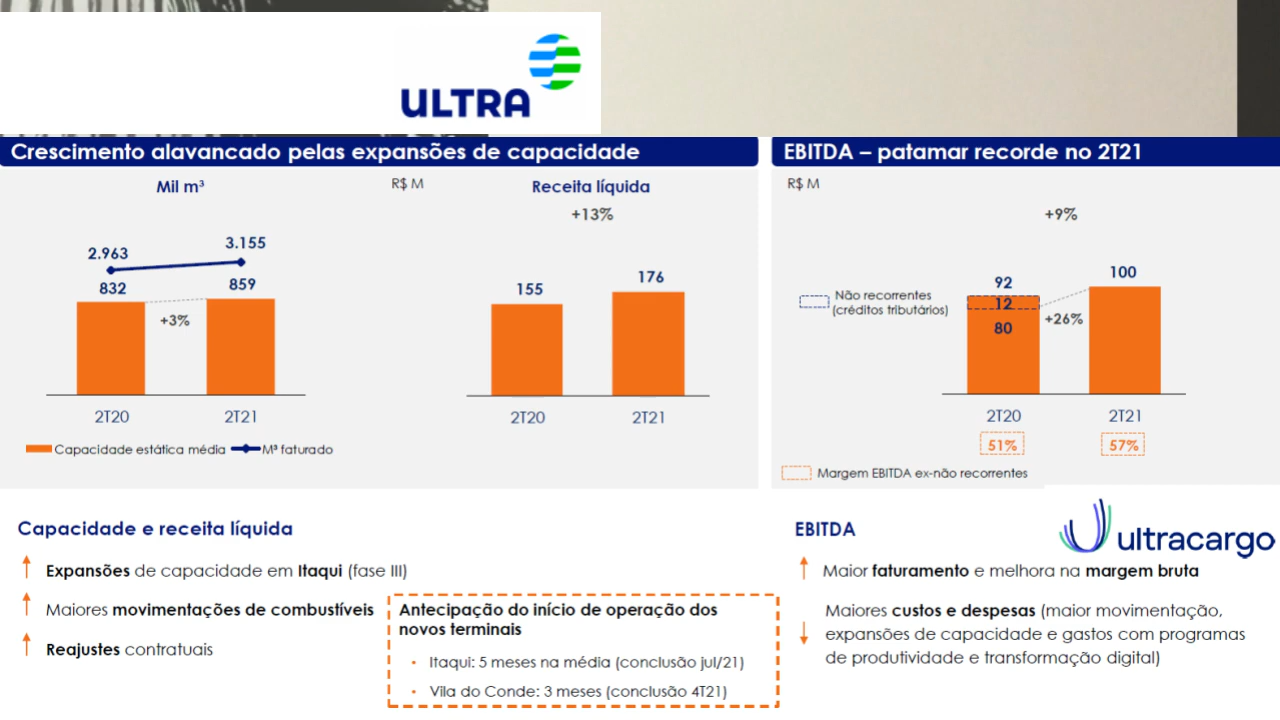 ULTRA
Crescimento alavancado pelas expansões de capacidade
Mil m³
R$ M
Receita líquida
+13%
2.963
3.155
832
859
+3%
155
176
2T20
2T21
2T20
2T21
Capacidade estática média
M³ faturado
EBITDA – patamar recorde no 2T21
R$ M
+9%
92
100
Não recorrentes
(créditos tributários)
12
+26%
80
2T20
2T21
51%
57%
Margem EBITDA ex-não recorrentes
Capacidade e receita líquida
Expansões de capacidade em Itaqui (fase III)
Maiores movimentações de combustíveis
Reajustes contratuais
Antecipação do início de operação dos
novos terminais
• Itaqui: 5 meses na média (conclusão jul/21)
• Vila do Conde: 3 meses (conclusão 4T21)
EBITDA
ultracargo
Maior faturamento e melhora na margem bruta
Maiores custos e despesas (maior movimentação,
expansões de capacidade e gastos com programas
de produtividade e transformação digital)